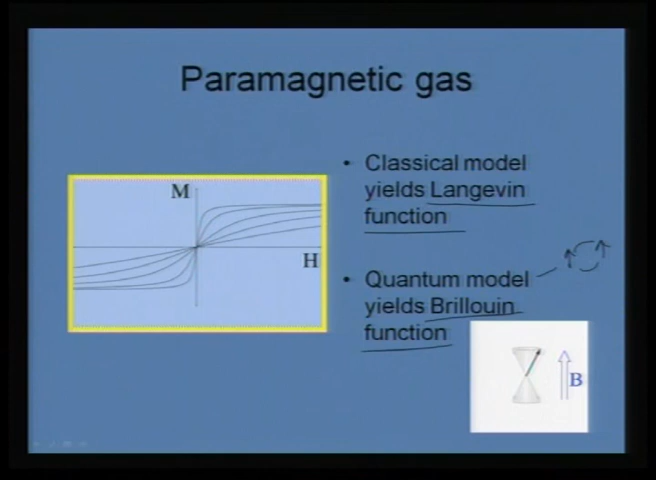 Paramagnetic gas
M
H
• Classical model
yields Langevin
function
• Quantum model
yields Brillouin
function
B